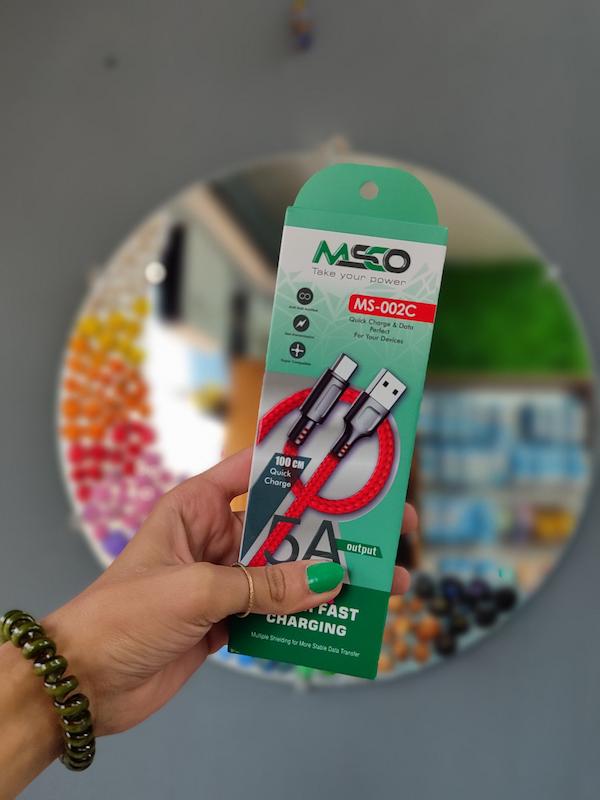 MSCO
Take your power
MS-002C
Quick Charge & Data
Perfect
For Your Devices
100 CM
Quick
Charge
5A
output
FAST
CHARGING
Multiple Shielding for More Stable Data Transfer